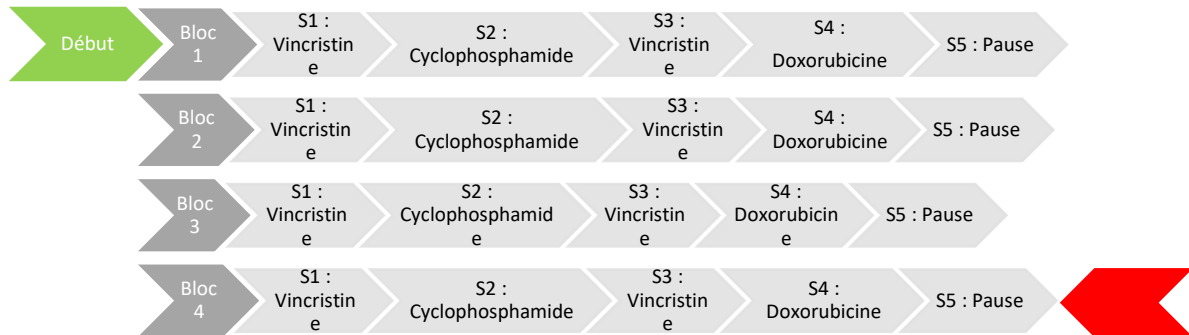 Début
Bloc
1
S1 :
Vincristin
e
S2 :
Cyclophosphamide
S3 :
Vincristin
e
S4 :
Doxorubicine
S5 : Pause
Bloc
2
S1 :
Vincristin
e
S2 :
Cyclophosphamide
S3 :
Vincristin
e
S4 :
Doxorubicine
S5 : Pause
Bloc
3
S1 :
Vincristin
e
S2 :
Cyclophosphamid
e
S3 :
Vincristin
e
S4 :
Doxorubicin
e
S5 : Pause
Bloc
4
S1 :
Vincristin
e
S2 :
Cyclophosphamide
S3 :
Vincristin
e
S4 :
Doxorubicine
S5 : Pause